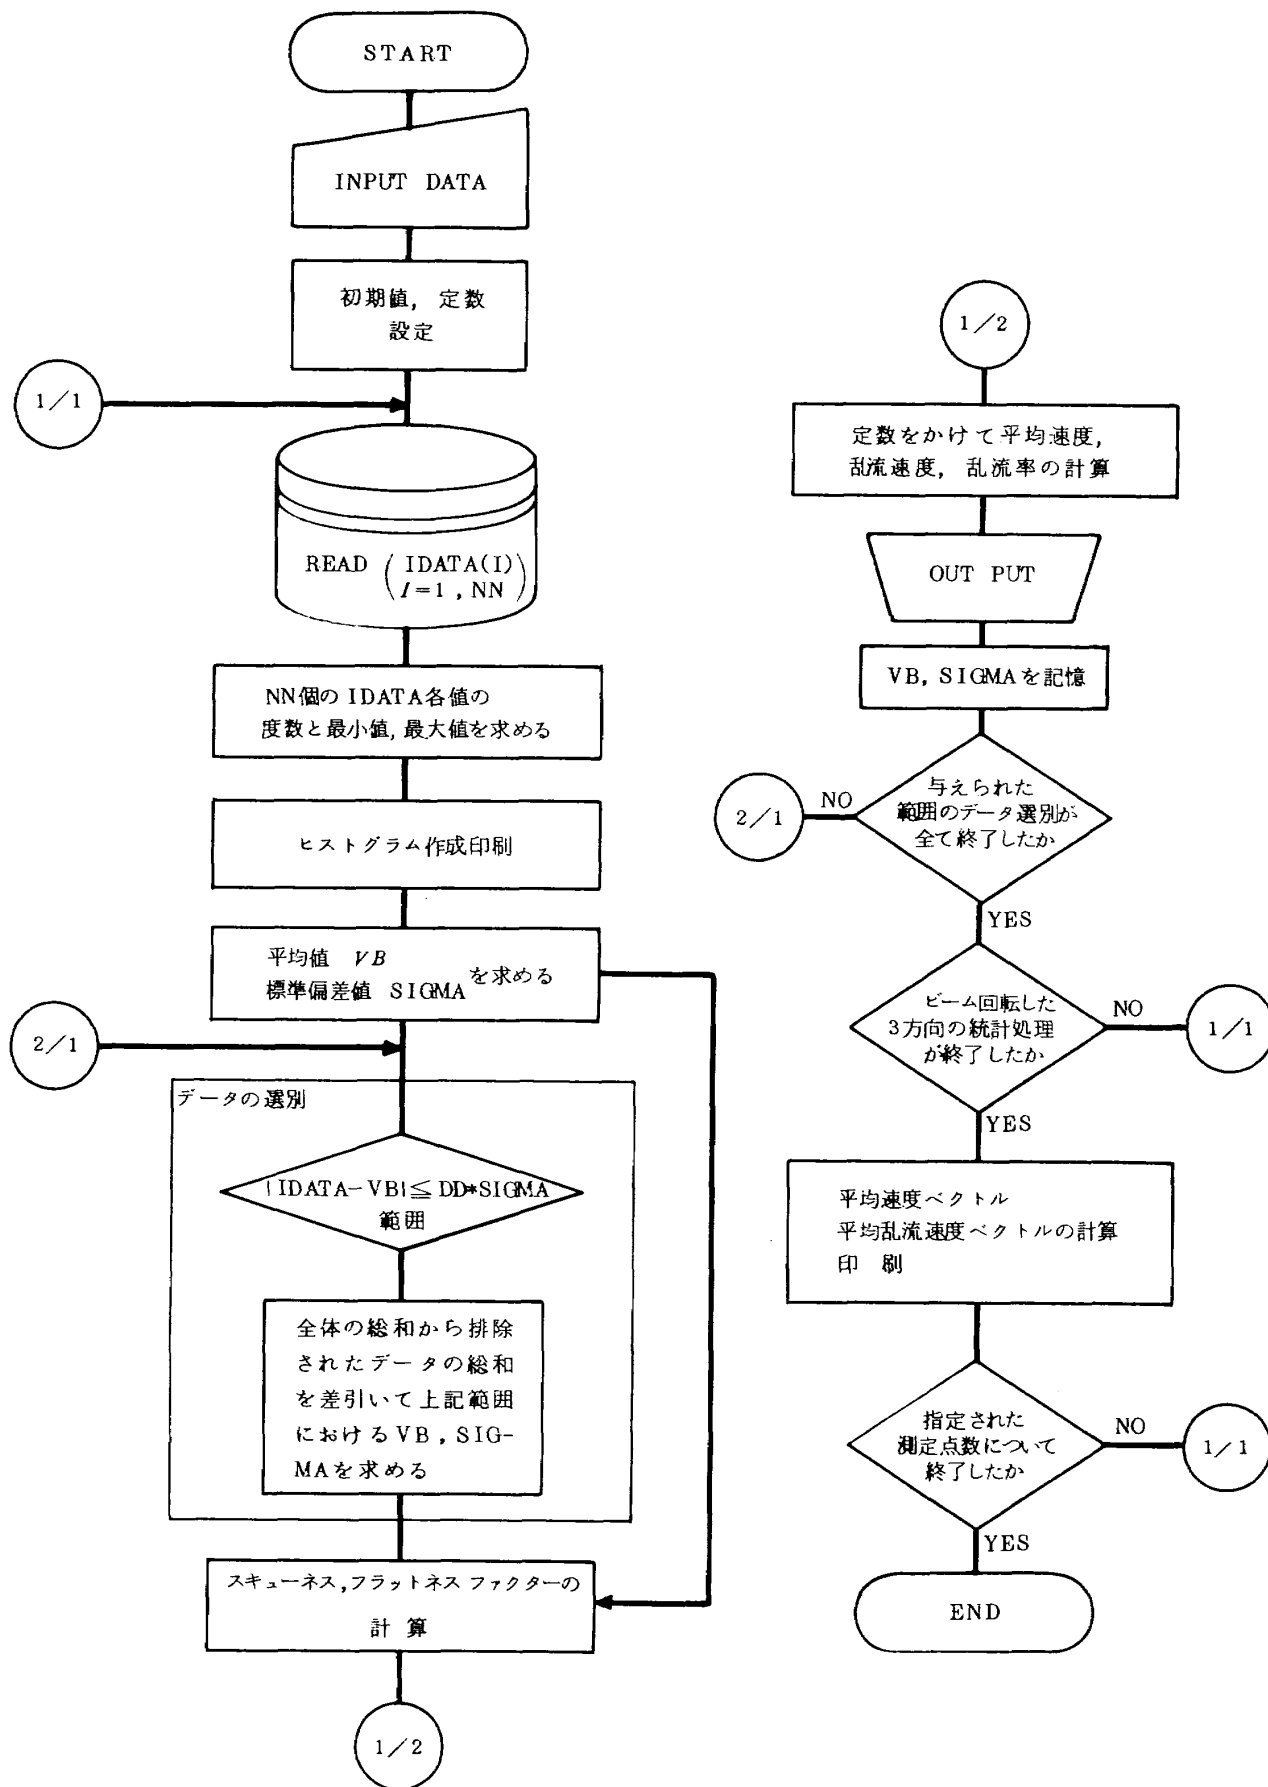 START
INPUT DATA
初期値, 定数
設定
1/1
READ (IDATA(I)
I=1, NN)
NN個のIDATA各値の
度数と最小値, 最大値を求める
ヒストグラム作成印刷
平均値 VB
標準偏差値 SIGMA を求める
2/1
データの選別
|IDATA-VB|≦DD*SIGMA
範囲
全体の総和から排除
されたデータの総和
を差引いて上記範囲
におけるVB, SIG-
MAを求める
スキューネス,フラットネスファクターの
計算
1/2
1/2
定数をかけて平均速度,
乱流速度, 乱流率の計算
OUT PUT
VB, SIGMAを記憶
与えられた
範囲のデータ選別が
全て終了したか
NO
2/1
YES
ビーム回転した
3方向の統計処理
が終了したか
NO
1/1
YES
平均速度ベクトル
平均乱流速度ベクトルの計算
印 刷
指定された
測定点数について
終了したか
NO
1/1
YES
END